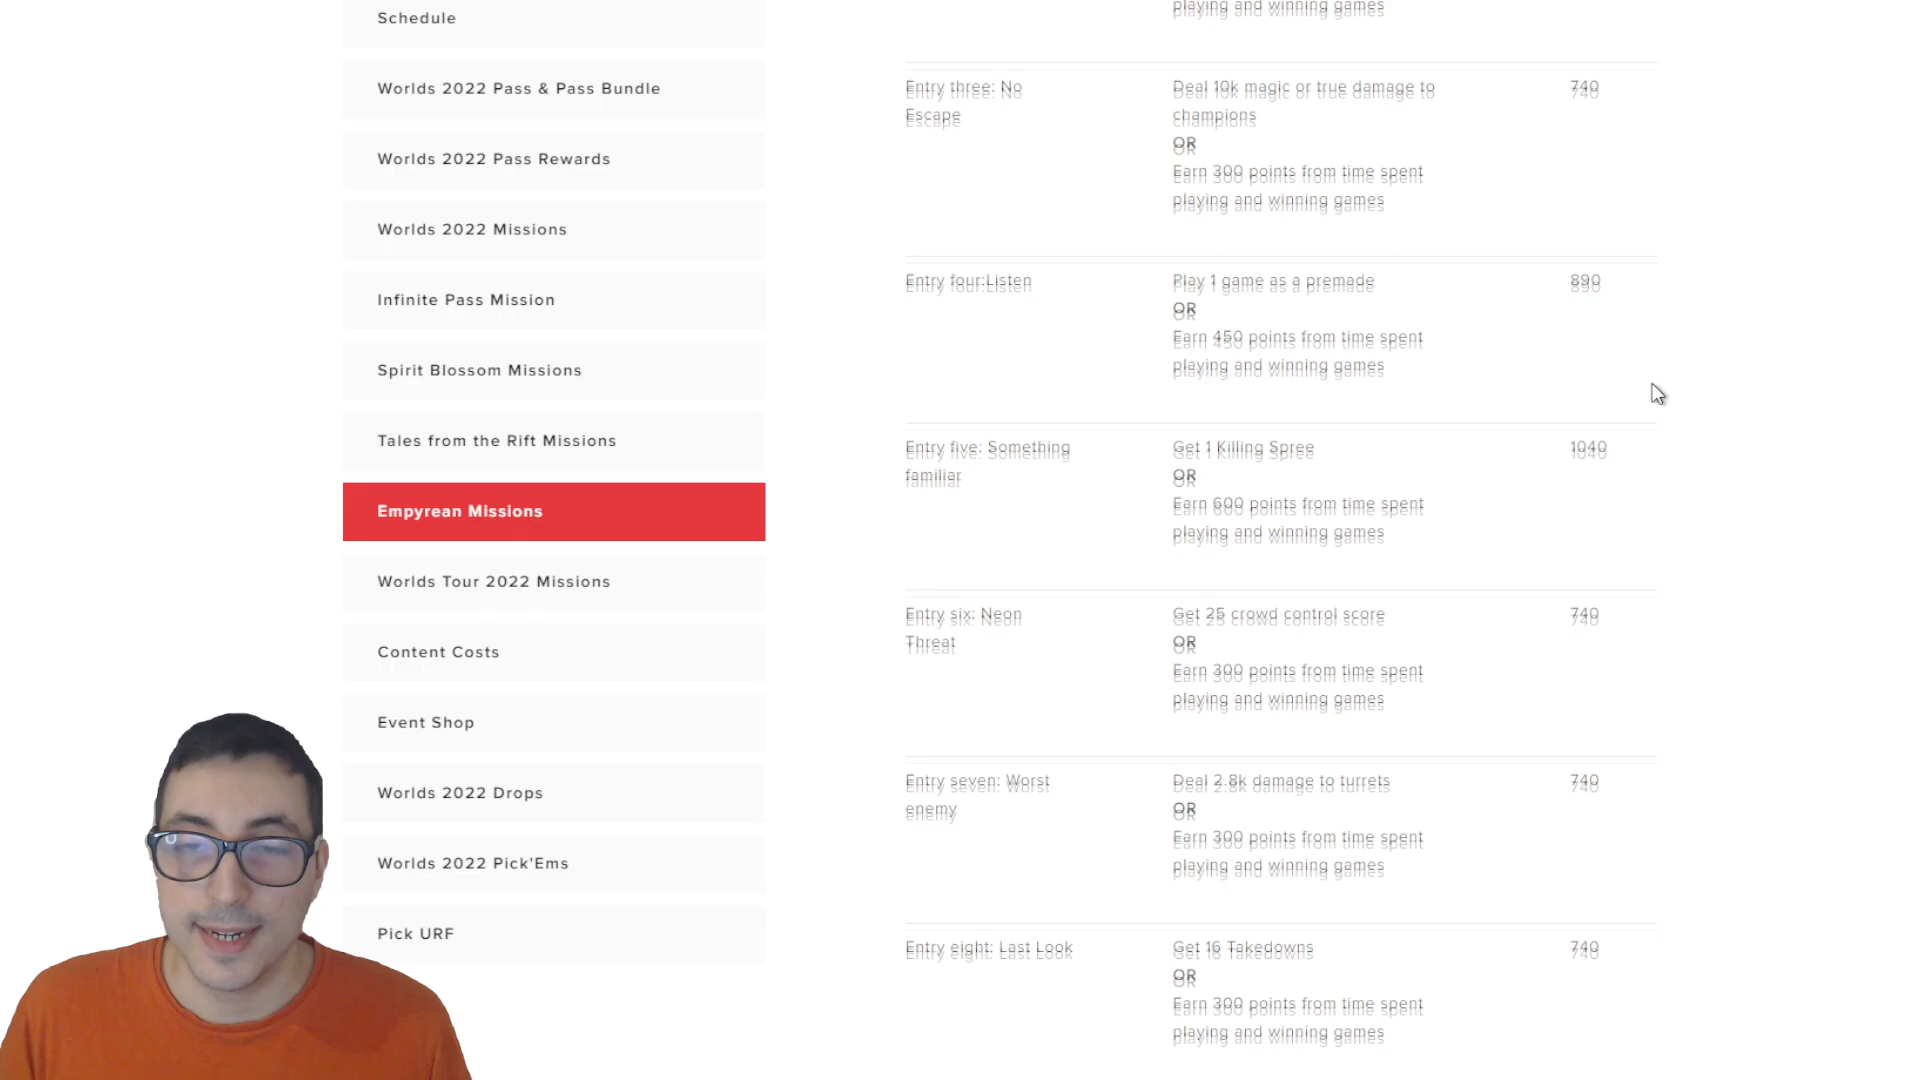 Schedule
Worlds 2022 Pass & Pass Bundle
Worlds 2022 Pass Rewards
Worlds 2022 Missions
Infinite Pass Mission
Spirit Blossom Missions
Tales from the Rift Missions
Empyrean Missions
Worlds Tour 2022 Missions
Content Costs
Event Shop
Worlds 2022 Drops
Worlds 2022 Pick'Ems
Pick URF
playing and winning games
Entry three: No
Escape
Deal 10k magic or true damage to
champions
OR
Earn 300 points from time spent
playing and winning games
740
Entry four:Listen
Play 1 game as a premade
OR
Earn 450 points from time spent
playing and winning games
890
Entry five: Something
familiar
Get 1 Killing Spree
OR
Earn 600 points from time spent
playing and winning games
1040
Entry six: Neon
Threat
Get 25 crowd control score
OR
Earn 300 points from time spent
playing and winning games
740
Entry seven: Worst
enemy
Deal 2.8k damage to turrets
OR
Earn 300 points from time spent
playing and winning games
740
Entry eight: Last Look
Get 16 Takedowns
OR
Earn 300 points from time spent
playing and winning games
740